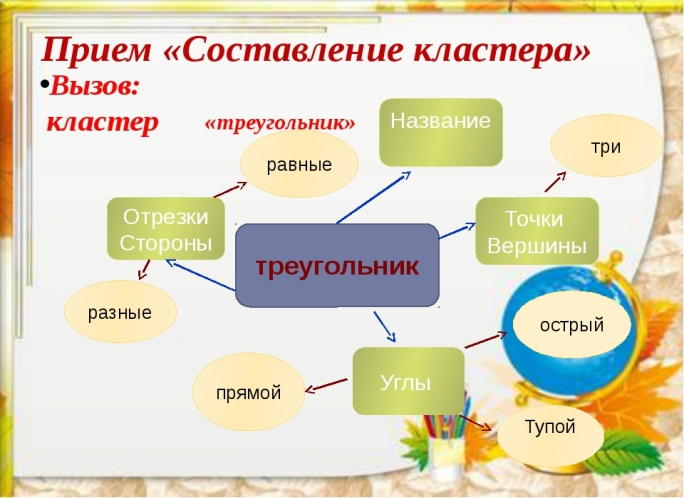 Прием «Составление кластера»
•Вызов:
кластер «треугольник»
Название
три
равные
Отрезки
Стороны
Точки
Вершины
треугольник
разные
острый
Углы
прямой
Тупой